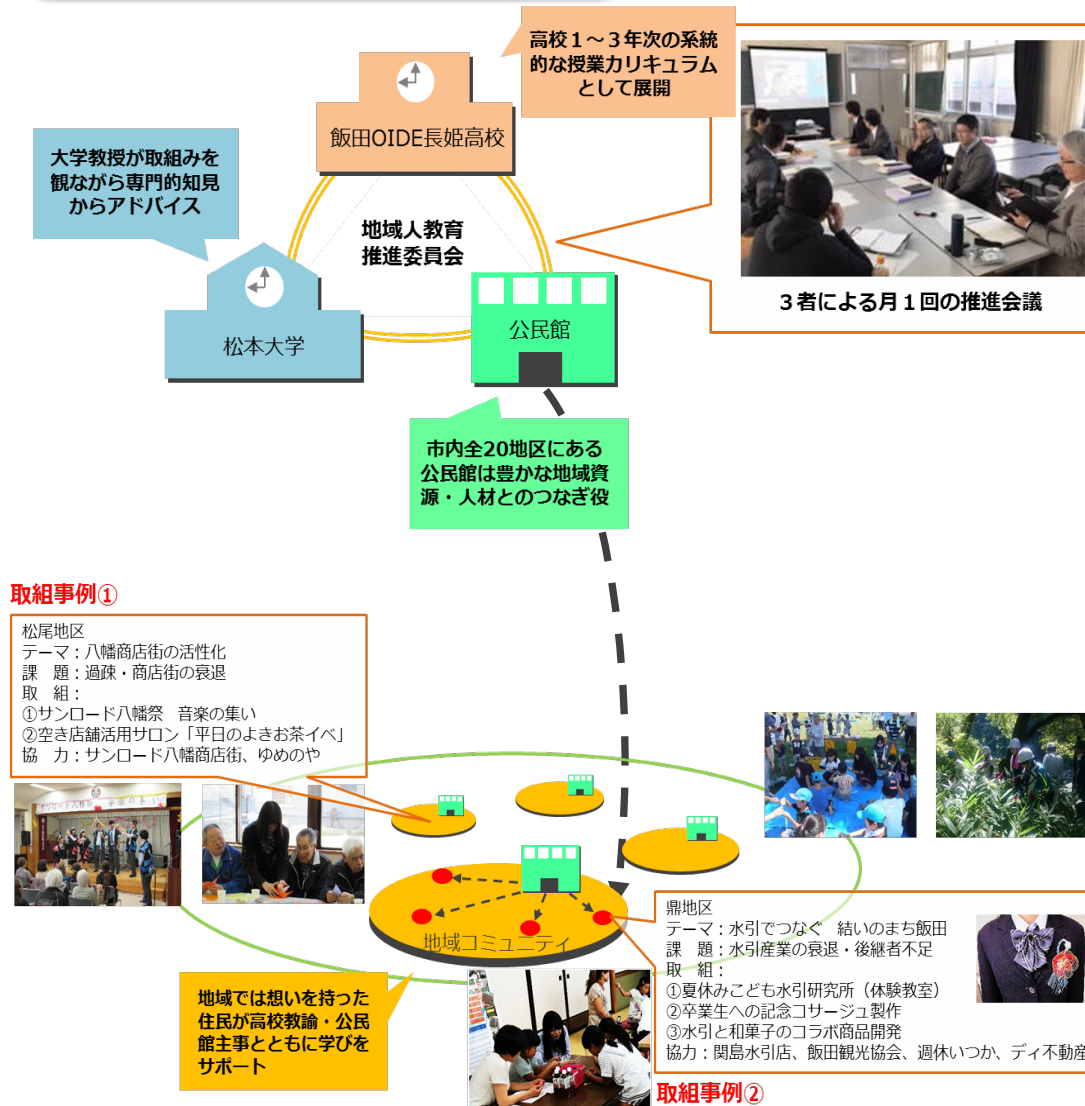 高校１～３年次の系統
的な授業カリキュラム
として展開
飯田OIDE長姫高校
大学教授が取組みを
観ながら専門的知見
からアドバイス
地域人教育
推進委員会
３者による月１回の推進会議
松本大学
公民館
市内全20地区にある
公民館は豊かな地域資
源・人材とのつなぎ役
取組事例①
松尾地区
テーマ：八幡商店街の活性化
課　題：過疎・商店街の衰退
取　組：
①サンロード八幡祭　音楽の集い
②空き店舗活用サロン「平日のよきお茶イベ」
協　力：サンロード八幡商店街、ゆめのや
地域コミュニティ
鼎地区
テーマ：水引でつなぐ　結いのまち飯田
課　題：水引産業の衰退・後継者不足
取　組：
①夏休みこども水引研究所（体験教室）
②卒業生への記念コサージュ製作
③水引と和菓子のコラボ商品開発
協力：関島水引店、飯田観光協会、週休いつか、ディ不動産
地域では想いを持った
住民が高校教諭・公民
館主事とともに学びを
サポート
取組事例②